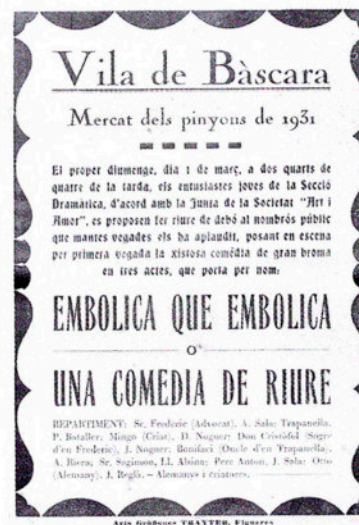 Vila de Bàscara
Mercat dels pinyons de 1931
El proper diumenge, dia 1 de març, a dos quarts de
quatre de la tarda, els entusiastes joves de la Secció
Dramàtica, d'acord amb la Junta de la Societat "Art i
Amor", es proposen fer riure de debó al nombrós públic
que mantes vegades els ha aplaudit, posant en escena
per primera vegada la xistosa comèdia de gran broma
en tres actes, que porta per nom:
EMBOLICA QUE EMBOLICA
O
UNA COMEDIA DE RIURE
REPARTIMENT: Sr. Frederic (Advocat), A. Sala; Trapanella,
P. Bataller; Mingo (Criat), D. Noguer; Don Cristòfol (Sogre
d'en Frederic), J. Noguer; Bonifaci (Oncle d'en Trapanella),
A. Riera; Sr. Segimon, Ll. Abina; Pere Anton, J. Sala; Otto
(Alemany), J. Reglà. - Alemanys i criatures.
Arts Gràfiques TRAYTER, Figueres